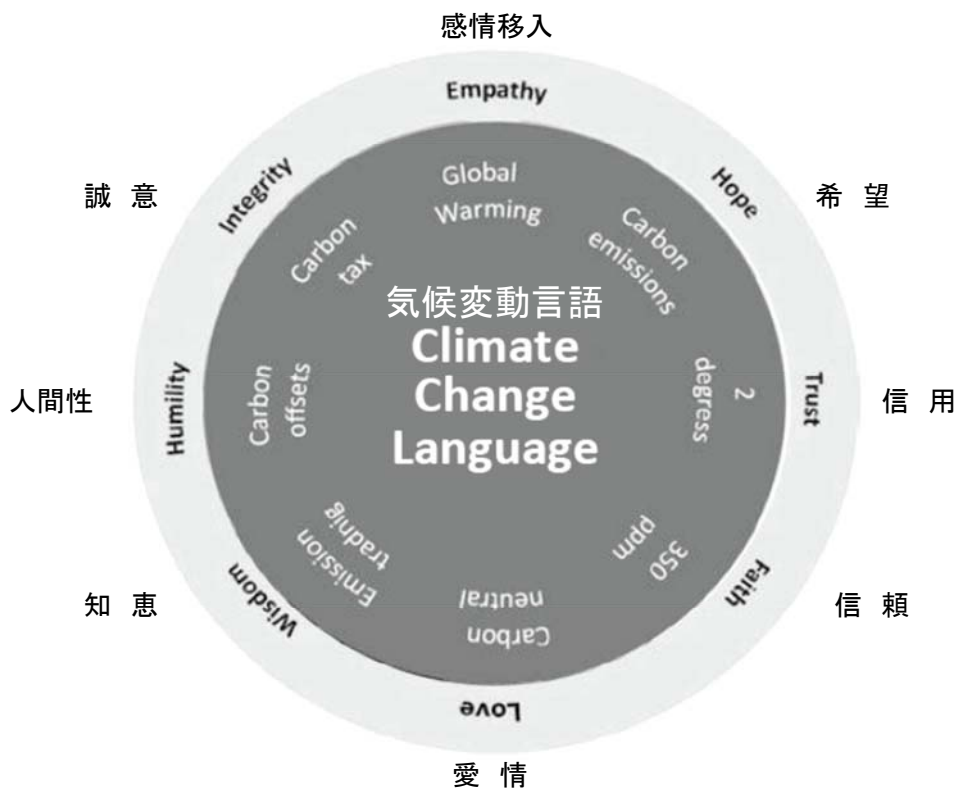 感情移入
Empathy
誠 意
Integrity
Hope
希 望
Global
Warming
Carbon
tax
Carbon
emissions
気候変動言語
Climate
Change
Language
人間性
Humility
Carbon
offsets
2
degress
Trust
信 用
Emission
tradnig
350
ppm
知 恵
Wisdom
Faith
信 頼
Carbon
neutral
Love
愛 情